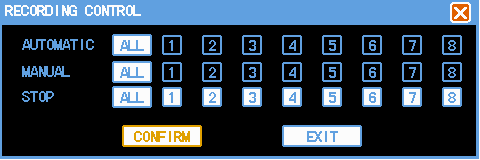 RECORDING CONTROL
AUTOMATIC ALL 1 2 3 4 5 6 7 8
MANUAL ALL 1 2 3 4 5 6 7 8
STOP ALL 1 2 3 4 5 6 7 8
CONFIRM EXIT